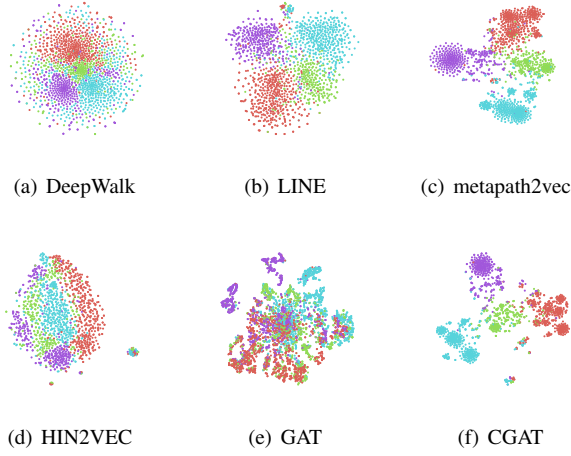 (a) DeepWalk
(b) LINE
(c) metapath2vec
(d) HIN2VEC
(e) GAT
(f) CGAT